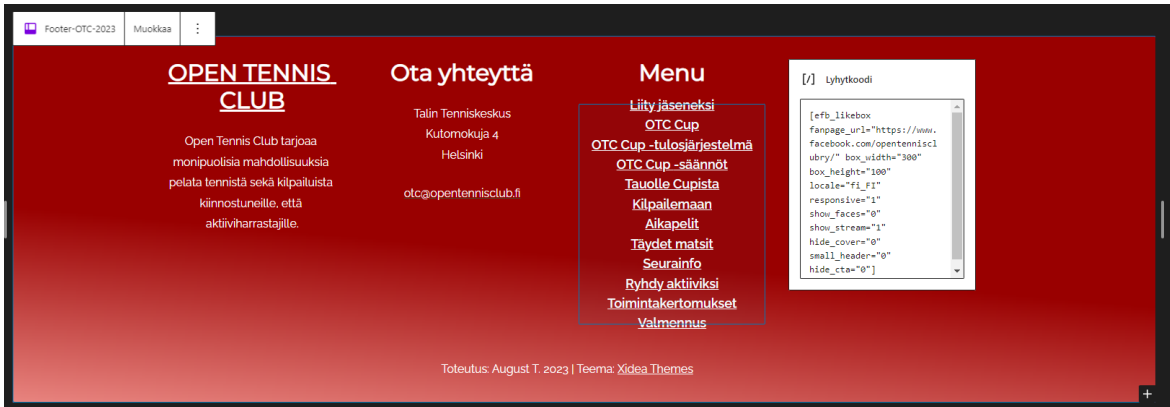 Footer-OTC-2023
Muokkaa
OPEN TENNIS
CLUB
Open Tennis Club tarjoaa
monipuolisia mahdollisuuksia
pelata tennistä sekä kilpailuista
kiinnostuneille, että
aktiiviharrastajille.
Ota yhteyttä
Talin Tenniskeskus
Kutomokuja 4
Helsinki
otc@opentennisclub.fi
Menu
Liity jäseneksi
OTC Cup
OTC Cup -tulosjärjestelmä
OTC Cup -säännöt
Tauolle Cupista
Kilpailemaan
Aikapelit
Täydet matsit
Seurainfo
Ryhdy aktiiviksi
Toimintakertomukset
Valmennus
[/] Lyhytkoodi
[efb_likebox
fanpage_url="https://www.
facebook.com/opentenniscl
ubry/" box_width="300"
box_height="100"
locale="fi_FI"
responsive="1"
show_faces="0"
show_stream="1"
hide_cover="0"
small_header="0"
hide_cta="0"]
Toteutus: August T. 2023 | Teema: Xidea Themes